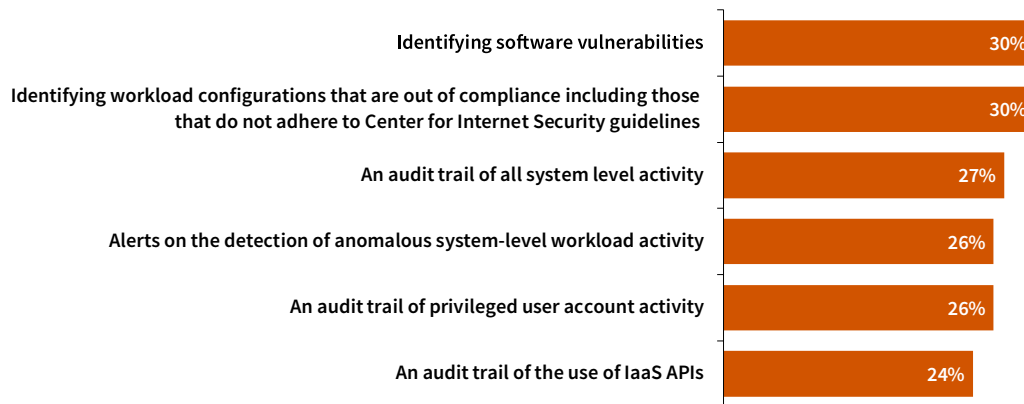 Identifying software vulnerabilities
30%
Identifying workload configurations that are out of compliance including those
that do not adhere to Center for Internet Security guidelines
30%
An audit trail of all system level activity
27%
Alerts on the detection of anomalous system-level workload activity
26%
An audit trail of privileged user account activity
26%
An audit trail of the use of IaaS APIs
24%